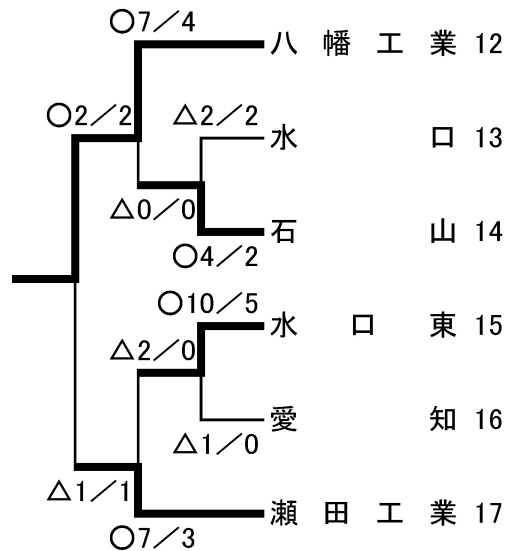 ○7／4
八幡工業 12
○2／2
△2／2
水口 13
△0／0
石山 14
○4／2
○10／5
水口東 15
△2／0
愛知 16
△1／0
△1／1
瀬田工業 17
○7／3